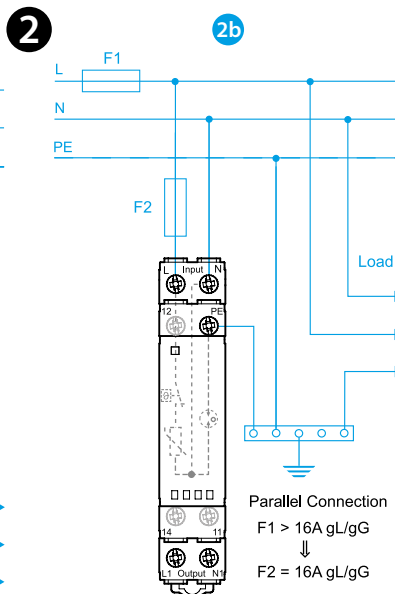 2
2b
F1
L
N
PE
F2
L Input N
12 PE
Load
14 11
L1 Output N1
Parallel Connection
F1 > 16A gL/gG
⇓
F2 = 16A gL/gG